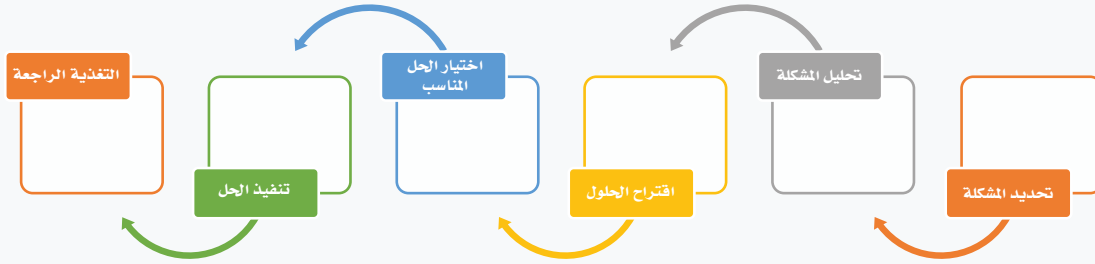 تحديد المشكلة
تحليل المشكلة
اقتراح الحلول
اختيار الحل
المناسب
تنفيذ الحل
التغذية الراجعة